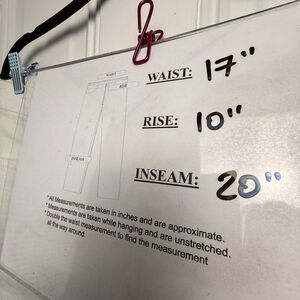 WAIST
RISE
INSEAM
WAIST: 17"
RISE: 10"
INSEAM: 20"
* All Measurements are taken in inches and are approximate.
* Measurements are taken while hanging and are unstretched.
* Double the waist measurement to find the measurement
all the way around.